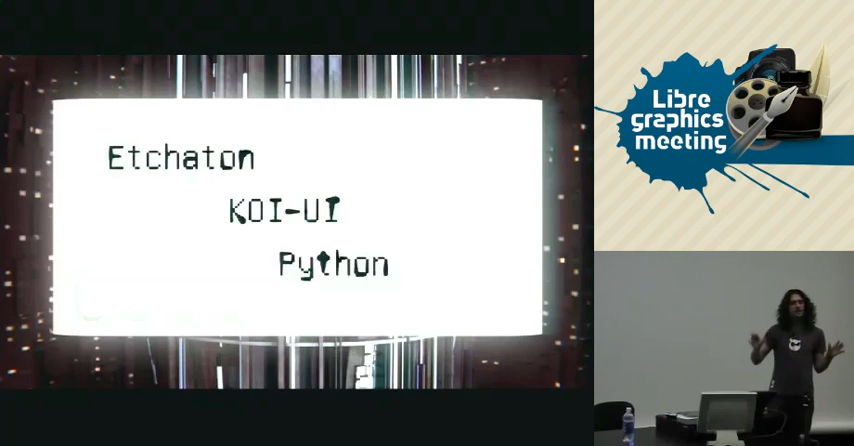 Etchaton
KOI-UI
Python
Libre
graphics
meeting